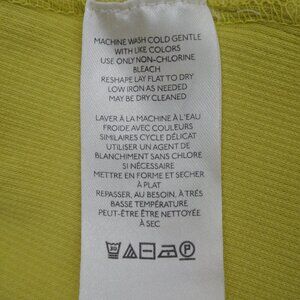 MACHINE WASH COLD GENTLE
WITH LIKE COLORS
USE ONLY NON-CHLORINE
BLEACH
RESHAPE LAY FLAT TO DRY
LOW IRON AS NEEDED
MAY BE DRY CLEANED
LAVER À LA MACHINE À L'EAU
FROIDE AVEC COULEURS
SIMILAIRES CYCLE DÉLICAT
UTILISER UN AGENT DE
BLANCHIMENT SANS CHLORE
SI NÉCESSAIRE
METTRE EN FORME ET SÉCHER
À PLAT
REPASSER, AU BESOIN, À TRÉS
BASSE TEMPÉRATURE
PEUT-ÊTRE ÊTRE NETTOYÉE
À SEC
30 P